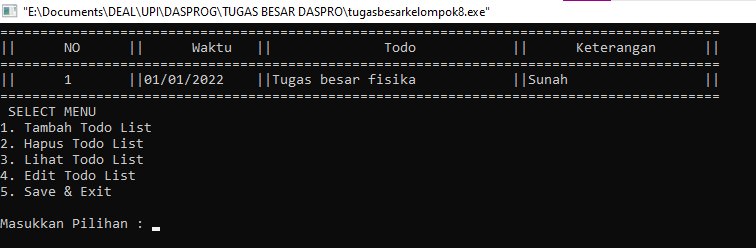 "E:\Documents\DEAL\UPI\DASPROG\TUGAS BESAR DASPRO\tugasbesarkelompok8.exe"
==========================================================================================
|| NO || Waktu || Todo || Keterangan ||
==========================================================================================
|| 1 ||01/01/2022 ||Tugas besar fisika ||Sunah ||
==========================================================================================
SELECT MENU
1. Tambah Todo List
2. Hapus Todo List
3. Lihat Todo List
4. Edit Todo List
5. Save & Exit
Masukkan Pilihan : _